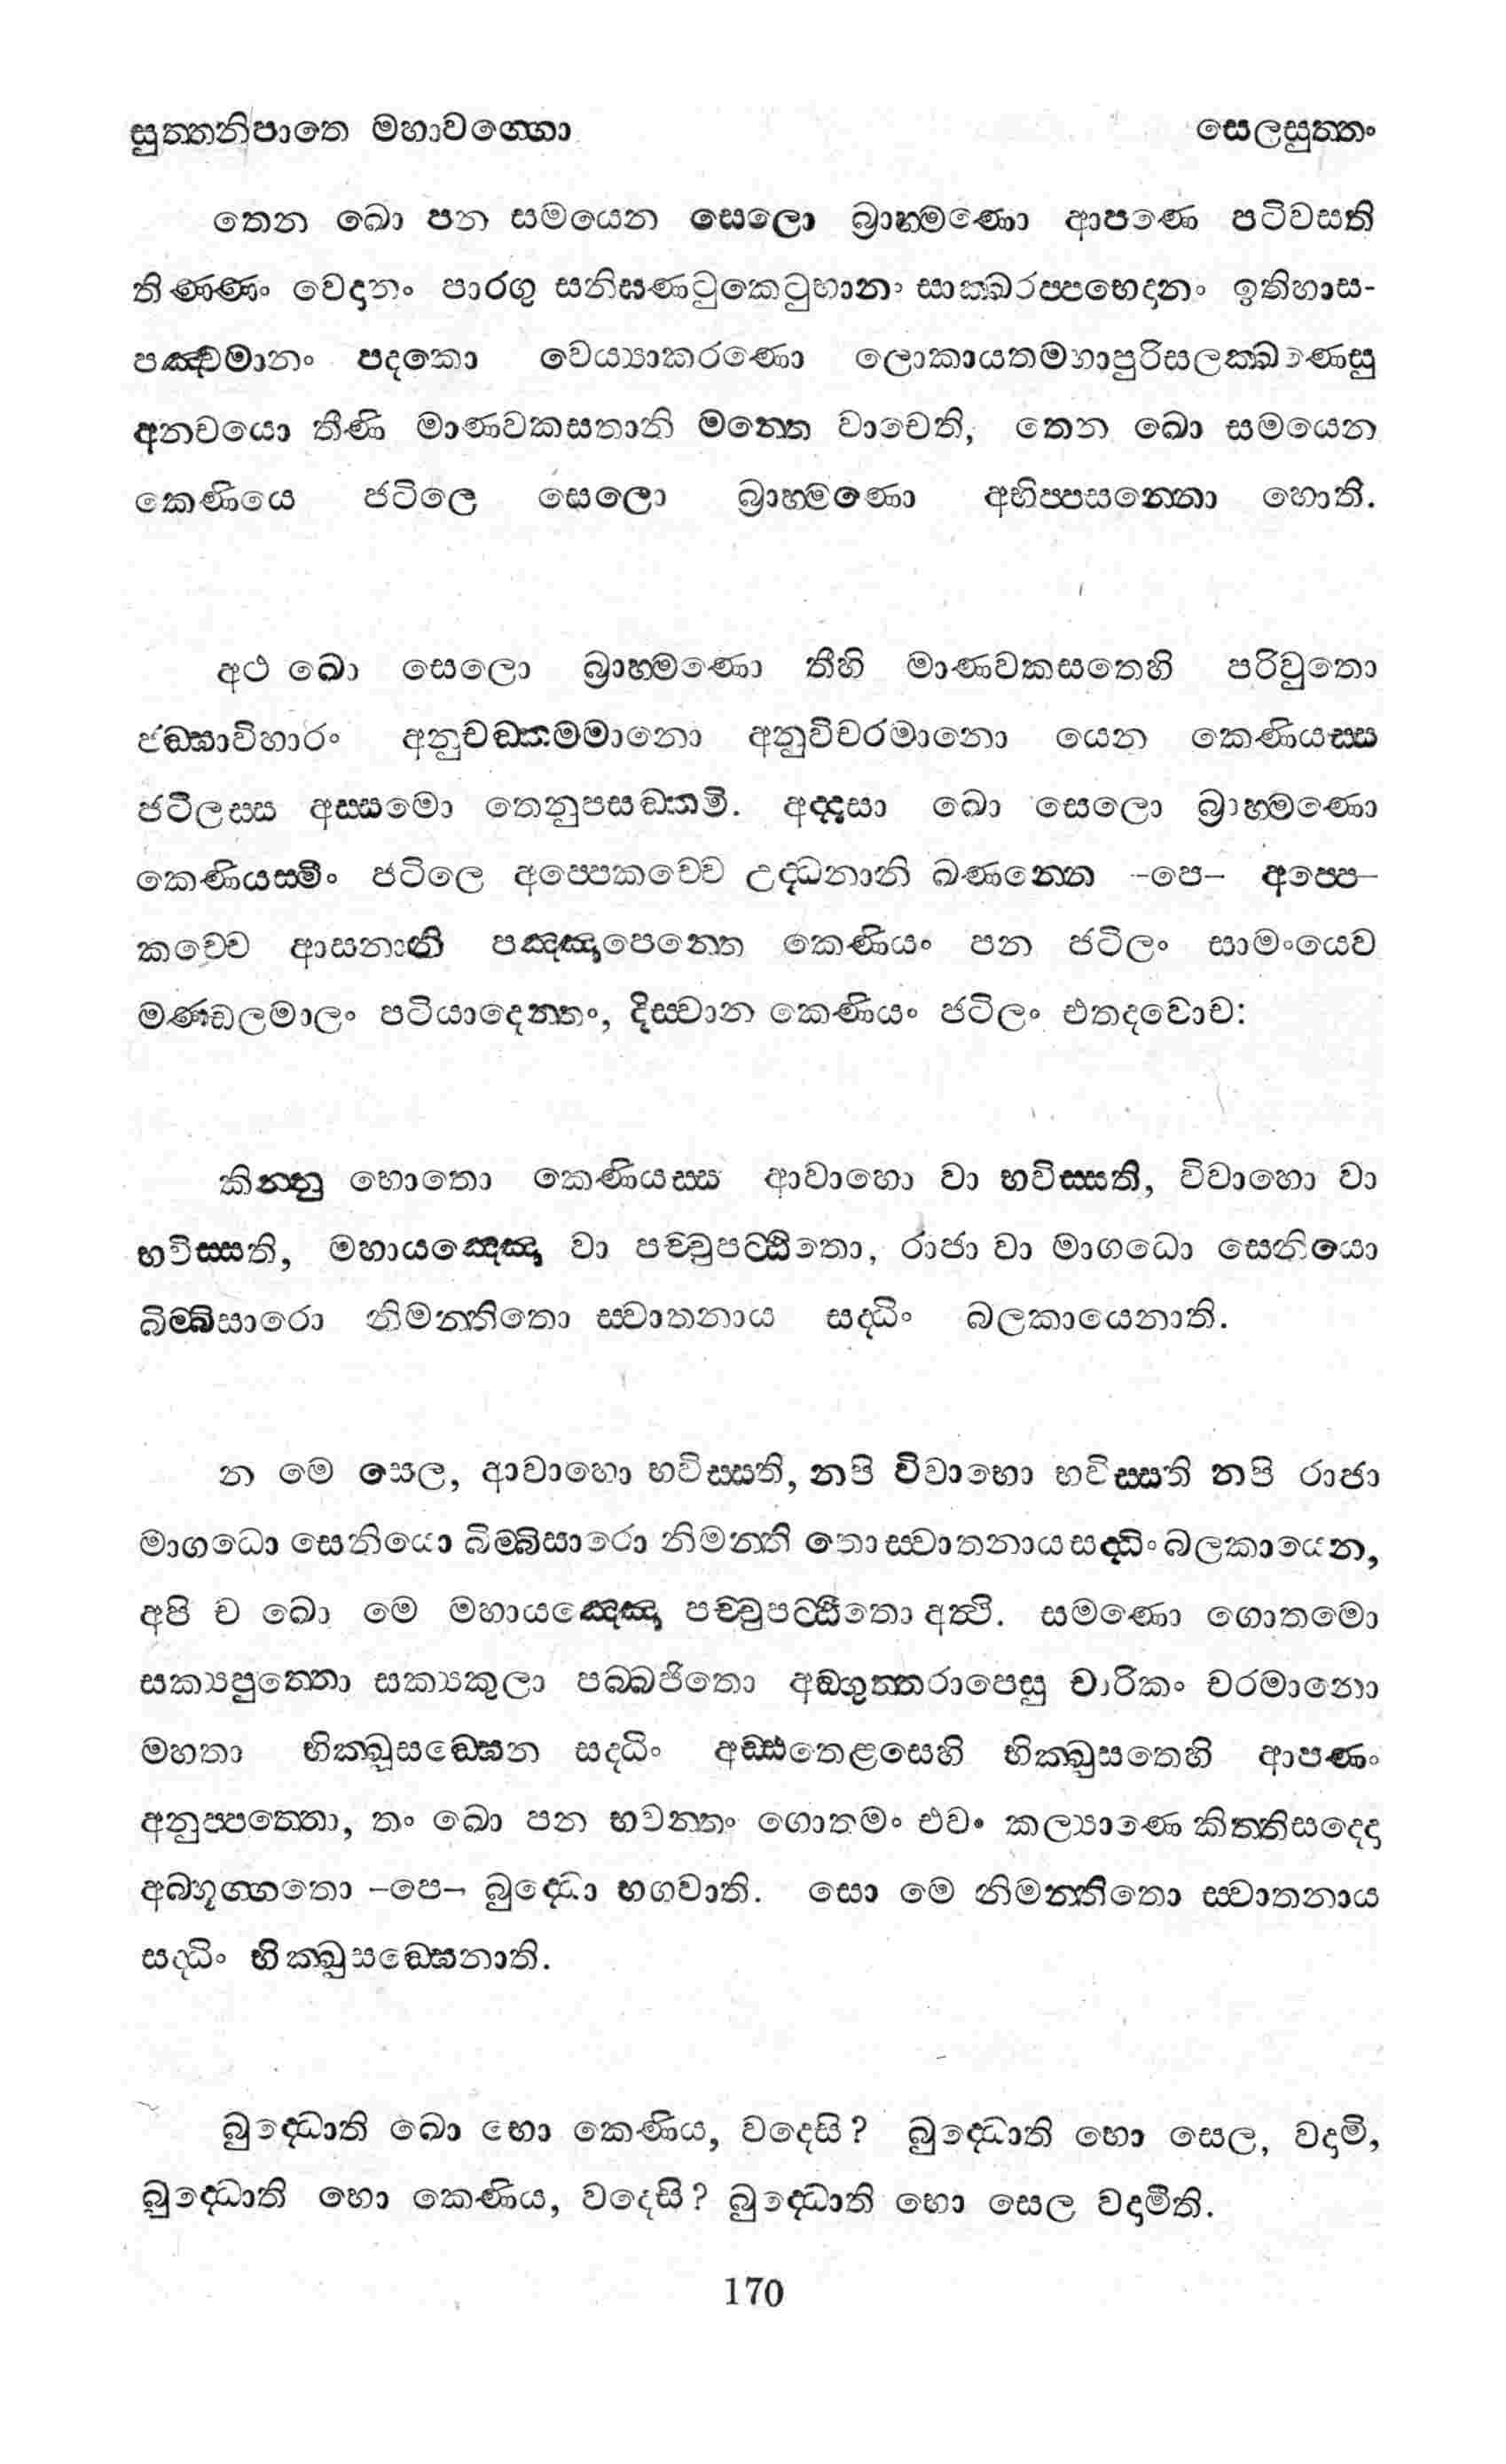 සුත්තනිපාතෙ මහාවග්ගො සෙලසුත්තං
තෙන ඛො පන සමයෙන සෙලො බ්‍රාහ්මණො ආපණෙ පටිවසති
තිණ්ණං වෙදානං පාරගු සනිඝණ්ටුකෙටුභානං සාක්ඛරප්පභෙදානං ඉතිහාස-
පඤ්චමානං පදකො වෙය්‍යාකරණො ලොකායතමහාපුරිසලක්ඛණෙසු
අනවයො තීණි මාණවකසතානි මන්තෙ වාචෙති, තෙන ඛො සමයෙන
කෙණියෙ ජටිලෙ සෙලො බ්‍රාහ්මණො අභිප්පසන්නො හොති.
අථ ඛො සෙලො බ්‍රාහ්මණො තීහි මාණවකසතෙහි පරිවුතො
ජඞ්ඝාවිහාරං අනුචඞ්කමමානො අනුවිචරමානො යෙන කෙණියස්ස
ජටිලස්ස අස්සමො තෙනුපසඞ්කමි. අද්දසා ඛො සෙලො බ්‍රාහ්මණො
කෙණියස්මිං ජටිලෙ අප්පෙකච්චෙ උද්ධනානි ඛණන්තෙ -පෙ- අප්පෙ-
කච්චෙ ආසනානි පඤ්ඤපෙන්තෙ කෙණියං පන ජටිලං සාමංයෙව
මණ්ඩලමාලං පටියාදෙන්තං, දිස්වාන කෙණියං ජටිලං එතදවොච:
කින්නු භොතො කෙණියස්ස ආවාහො වා භවිස්සති, විවාහො වා
භවිස්සති, මහායඤ්ඤෙ වා පච්චුපට්ඨිතො, රාජා වා මාගධො සෙනියො
බිම්බිසාරො නිමන්තිතො ස්වාතනාය සද්ධිං බලකායෙනාති.
න මෙ සෙල, ආවාහො භවිස්සති, නපි විවාහො භවිස්සති නපි රාජා
මාගධො සෙනියො බිම්බිසාරො නිමන්ති තො ස්වාතනාය සද්ධිං බලකායෙන,
අපි ච ඛො මෙ මහායඤ්ඤෙ පච්චුපට්ඨිතො අත්ථි. සමණො ගොතමො
සක්‍යපුත්තො සක්‍යකුලා පබ්බජිතො අඞ්ගුත්තරාපෙසු චාරිකං චරමානො
මහතා භික්ඛුසඞ්ඝෙන සද්ධිං අඩ්ඪතෙළසෙහි භික්ඛුසතෙහි ආපණං
අනුප්පත්තො, තං ඛො පන භවන්තං ගොතමං එවං කල්‍යාණෙ කිත්තිසද්දො
අබ්භූග්ගතො -පෙ- බුද්ධො භගවාති. සො මෙ නිමන්තිතො ස්වාතනාය
සද්ධිං භික්ඛුසඞ්ඝෙනාති.
බුද්ධොති ඛො භො කෙණිය, වදෙසි? බුද්ධොති භො සෙල, වදාමි,
බුද්ධොති භො කෙණිය, වදෙසි? බුද්ධොති භො සෙල වදාමීති.
170